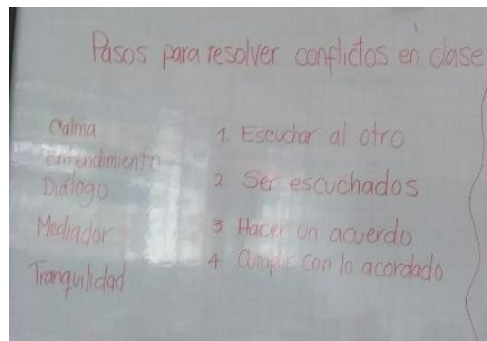 Pasos para resolver conflictos en clase
Calma
Entendimiento
Diálogo
Mediador
Tranquilidad
1. Escuchar al otro
2 Ser escuchados
3 Hacer un acuerdo
4. Cumplir con lo acordado